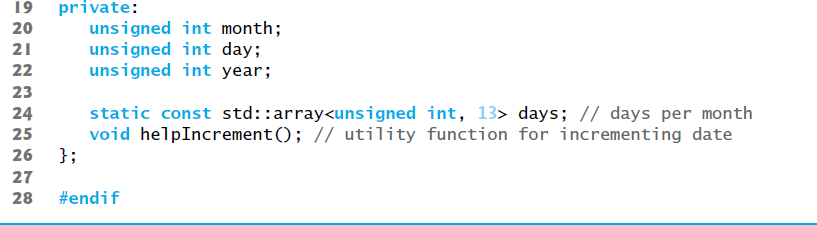 19 private:
20 unsigned int month;
21 unsigned int day;
22 unsigned int year;
23
24 static const std::array<unsigned int, 13> days; // days per month
25 void helpIncrement(); // utility function for incrementing date
26 };
27
28 #endif